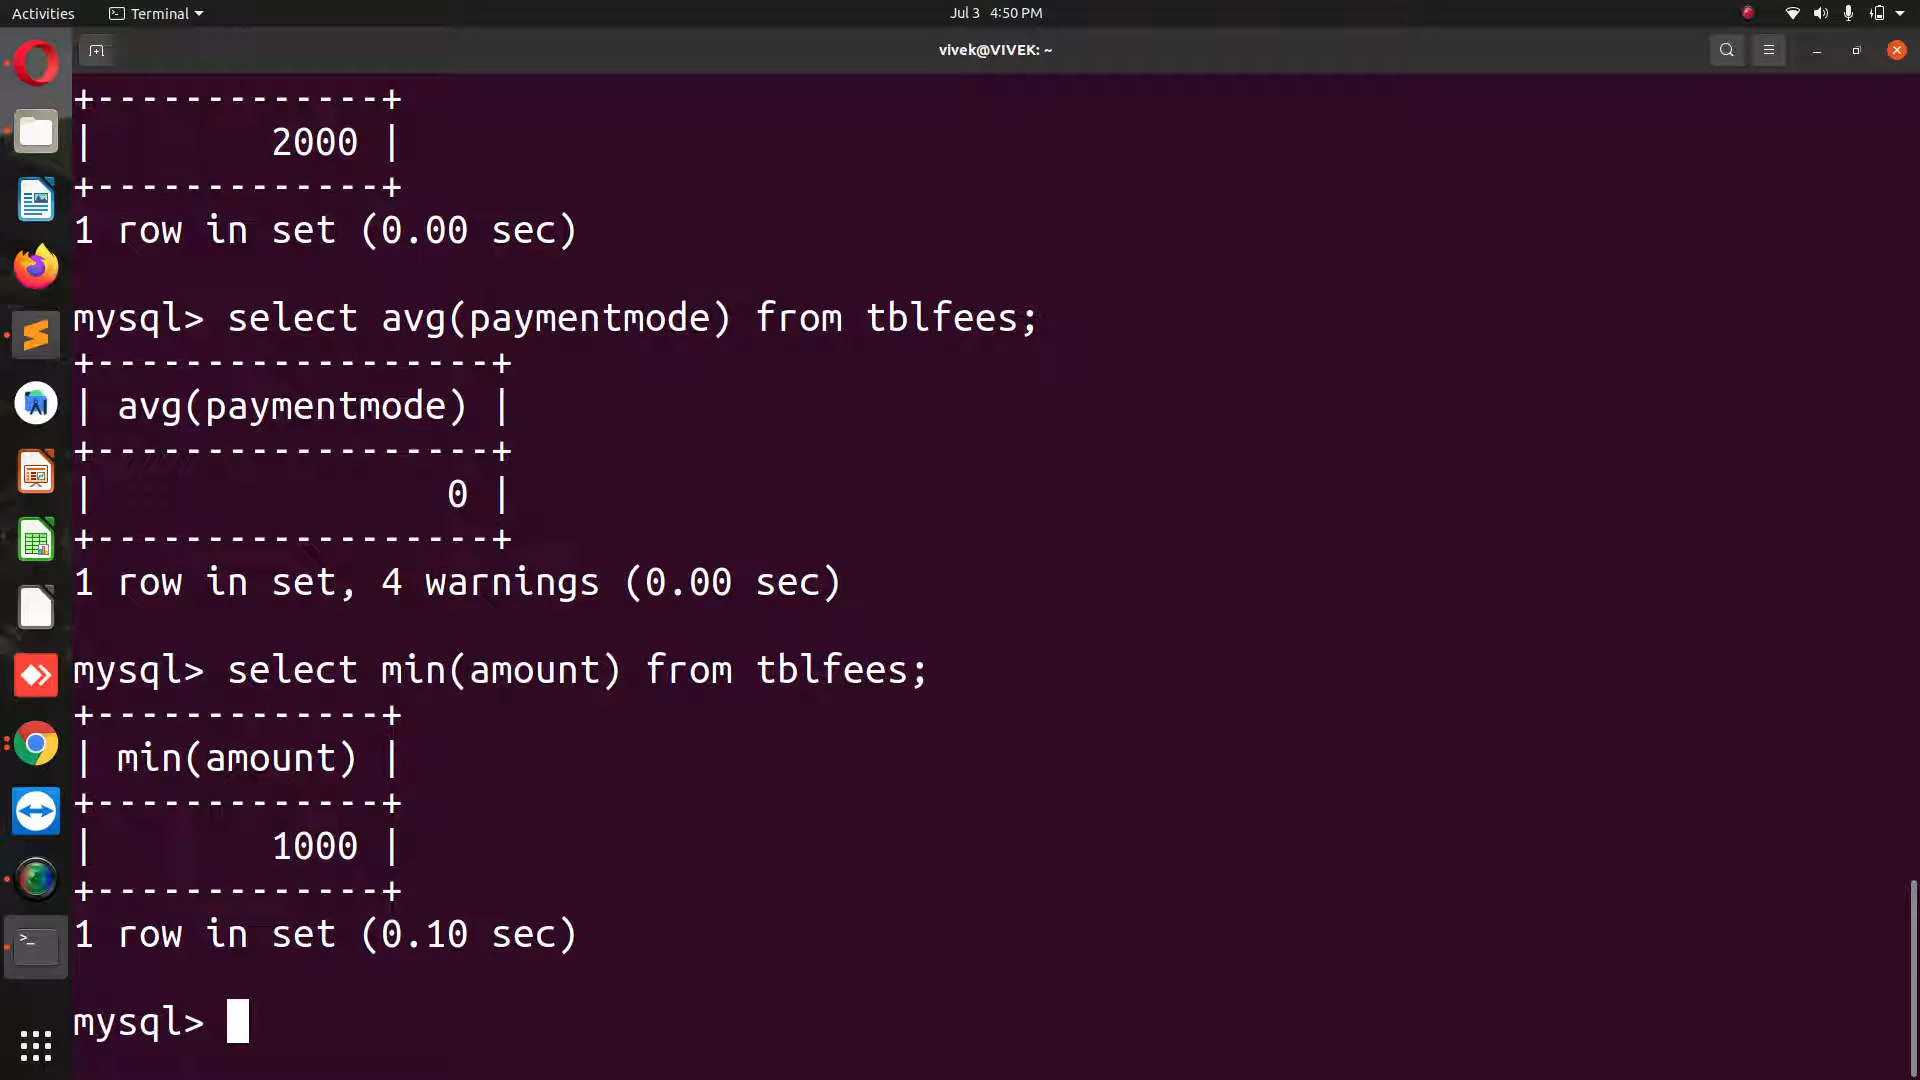 Activities
Terminal
Jul 3 4:50 PM
vivek@VIVEK: ~
+-------------+
|        2000 |
+-------------+
1 row in set (0.00 sec)
mysql> select avg(paymentmode) from tblfees;
+------------------+
| avg(paymentmode) |
+------------------+
|                0 |
+------------------+
1 row in set, 4 warnings (0.00 sec)
mysql> select min(amount) from tblfees;
+-------------+
| min(amount) |
+-------------+
|        1000 |
+-------------+
1 row in set (0.10 sec)
mysql>